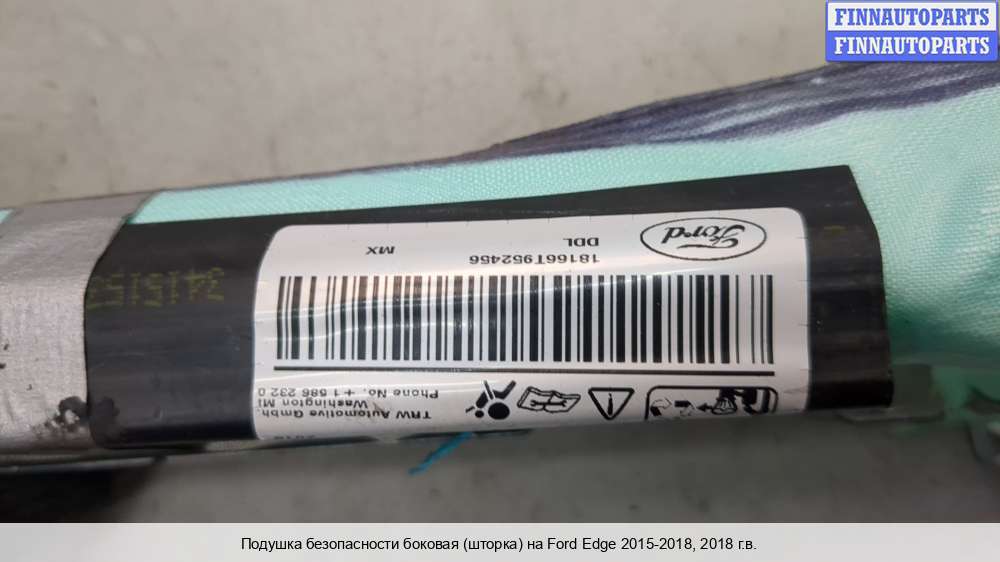 FINNAUTOPARTS
FINNAUTOPARTS
Ford
18166T952456
DDL
MX
TRW Automotive Gmbh.
Washington MI
Phone No. +1 586 232 0
Подушка безопасности боковая (шторка) на Ford Edge 2015-2018, 2018 г.в.